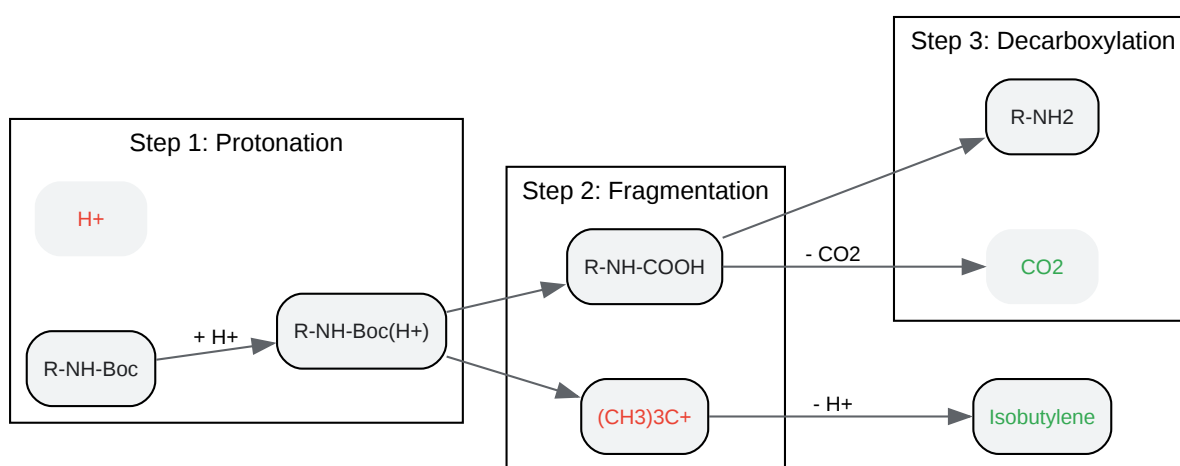 Step 1: Protonation
H+
R-NH-Boc
+ H+
R-NH-Boc(H+)
Step 2: Fragmentation
R-NH-COOH
(CH3)3C+
- CO2
- H+
Step 3: Decarboxylation
R-NH2
CO2
Isobutylene